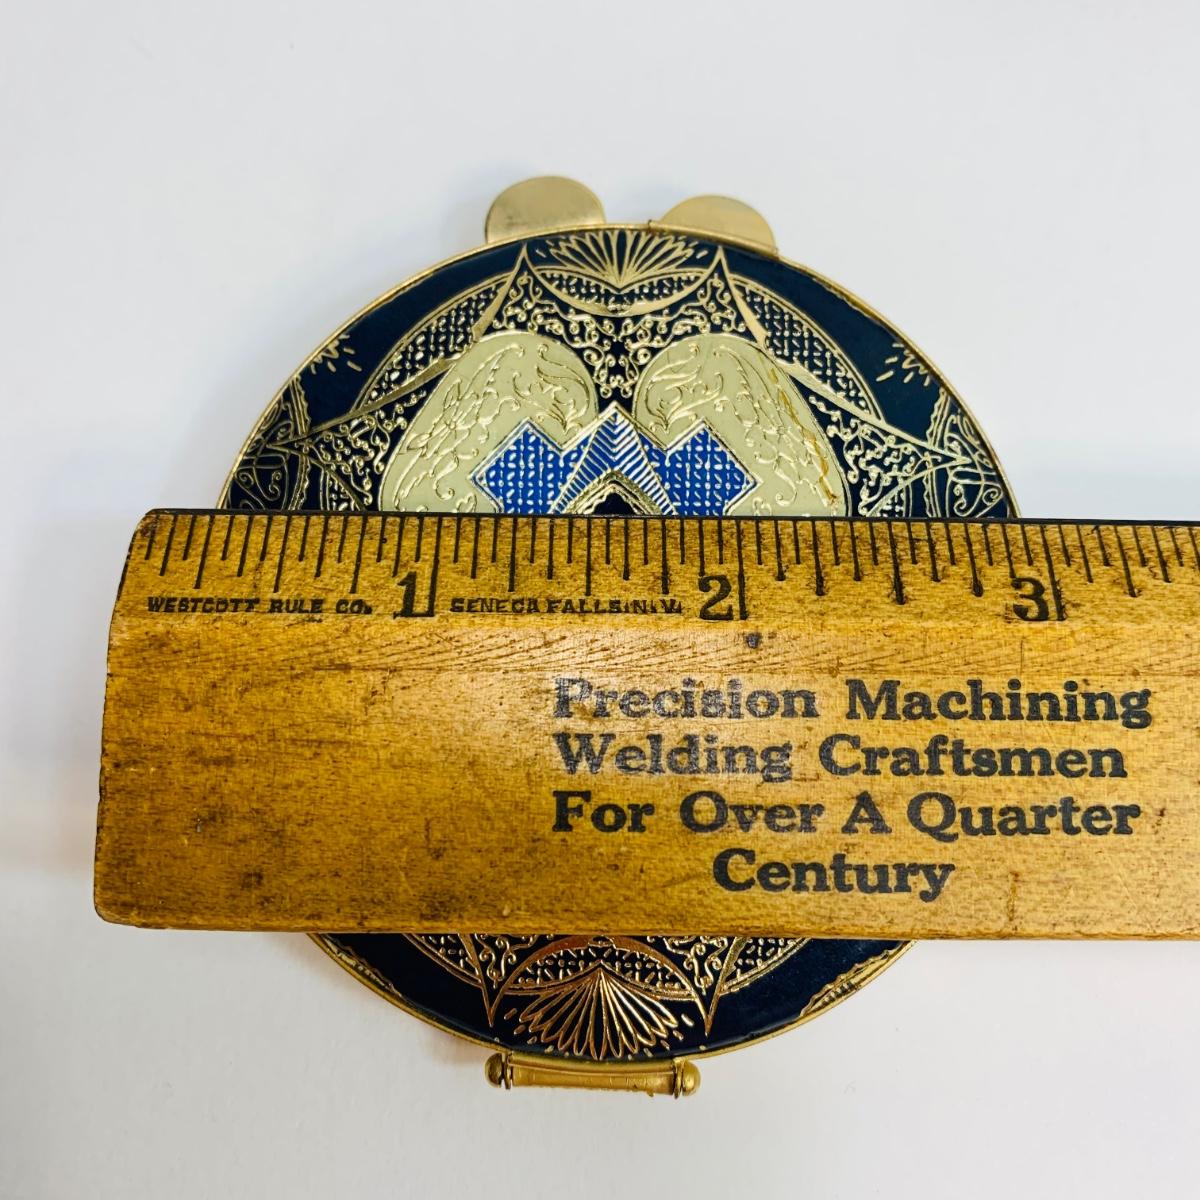 1 2 3
WESTCOTT RULE CO. SENECA FALLS, N.Y.
Precision Machining
Welding Craftsmen
For Over A Quarter
Century